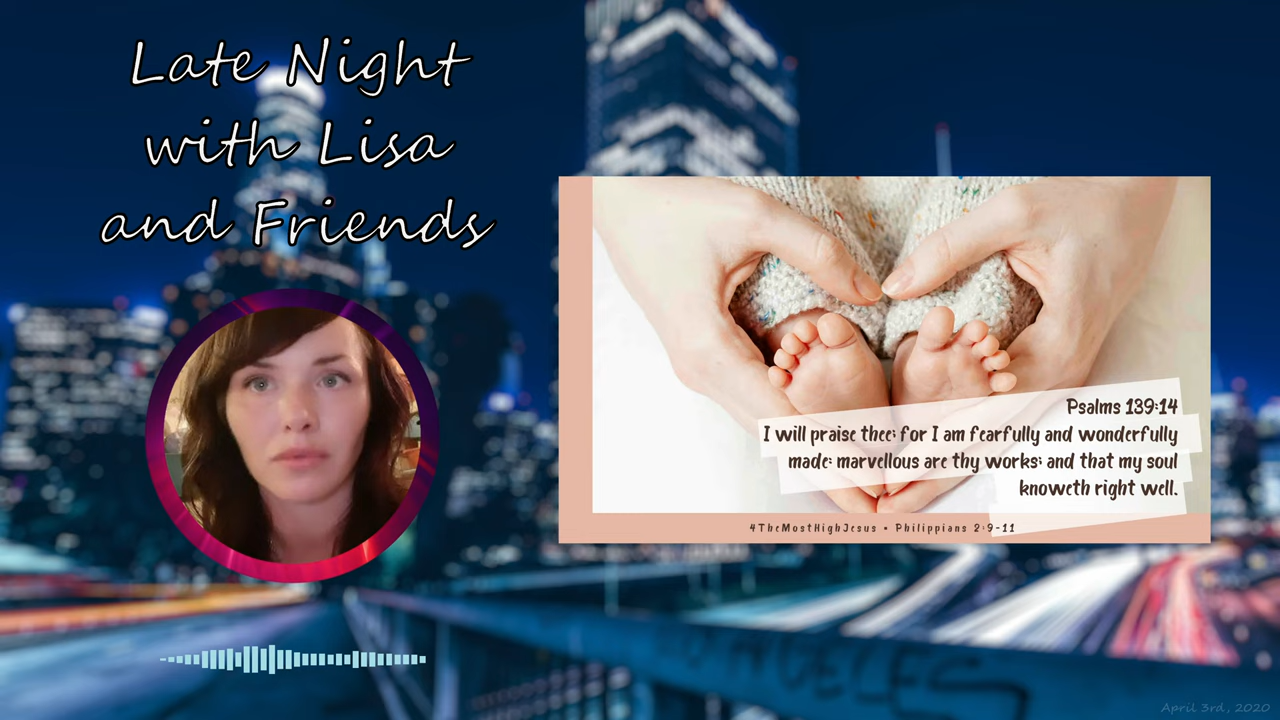 Late Night
with Lisa
and Friends
Psalms 139:14
I will praise thee; for I am fearfully and wonderfully
made: marvellous are thy works; and that my soul
knoweth right well.
4TheMostHighJesus • Philippians 2:9-11
ANGELES
April 3rd, 2020